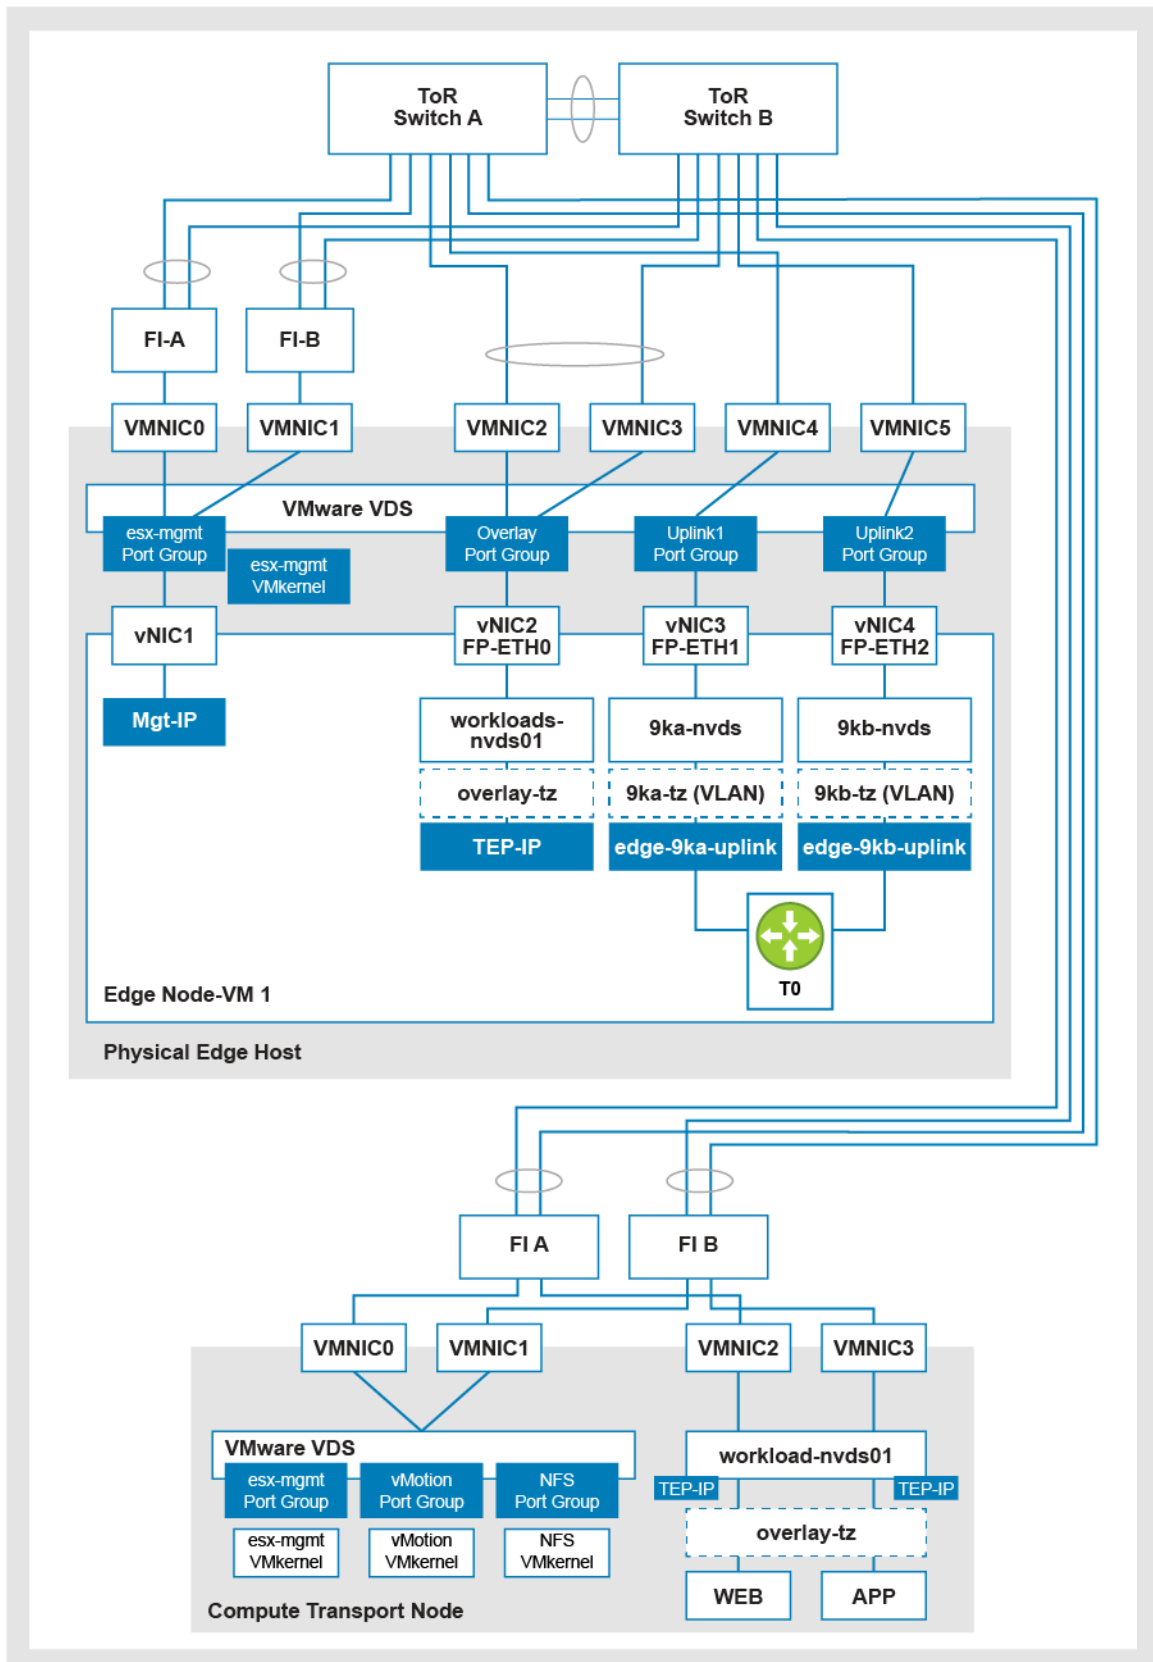 ToR
Switch A
ToR
Switch B
FI-A
FI-B
VMNIC0
VMNIC1
VMNIC2
VMNIC3
VMNIC4
VMNIC5
VMware VDS
esx-mgmt
Port Group
esx-mgmt
VMkernel
Overlay
Port Group
Uplink1
Port Group
Uplink2
Port Group
vNIC1
vNIC2
FP-ETH0
vNIC3
FP-ETH1
vNIC4
FP-ETH2
Mgt-IP
workloads-
nvds01
9ka-nvds
9kb-nvds
overlay-tz
9ka-tz (VLAN)
9kb-tz (VLAN)
TEP-IP
edge-9ka-uplink
edge-9kb-uplink
T0
Edge Node-VM 1
Physical Edge Host
FI A
FI B
VMNIC0
VMNIC1
VMNIC2
VMNIC3
VMware VDS
esx-mgmt
Port Group
vMotion
Port Group
NFS
Port Group
esx-mgmt
VMkernel
vMotion
VMkernel
NFS
VMkernel
workload-nvds01
TEP-IP
TEP-IP
overlay-tz
WEB
APP
Compute Transport Node